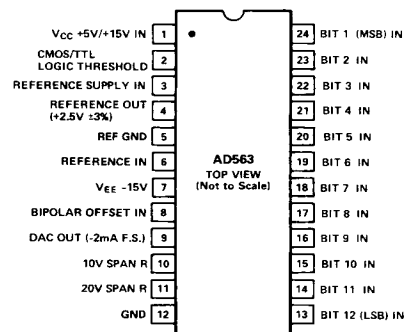 VCC +5V/+15V IN 1
CMOS/TTL
LOGIC THRESHOLD 2
REFERENCE SUPPLY IN 3
REFERENCE OUT
(+2.5V ±3%) 4
REF GND 5
REFERENCE IN 6
VEE -15V 7
BIPOLAR OFFSET IN 8
DAC OUT (-2mA F.S.) 9
10V SPAN R 10
20V SPAN R 11
GND 12
AD563
TOP VIEW
(Not to Scale)
24 BIT 1 (MSB) IN
23 BIT 2 IN
22 BIT 3 IN
21 BIT 4 IN
20 BIT 5 IN
19 BIT 6 IN
18 BIT 7 IN
17 BIT 8 IN
16 BIT 9 IN
15 BIT 10 IN
14 BIT 11 IN
13 BIT 12 (LSB) IN